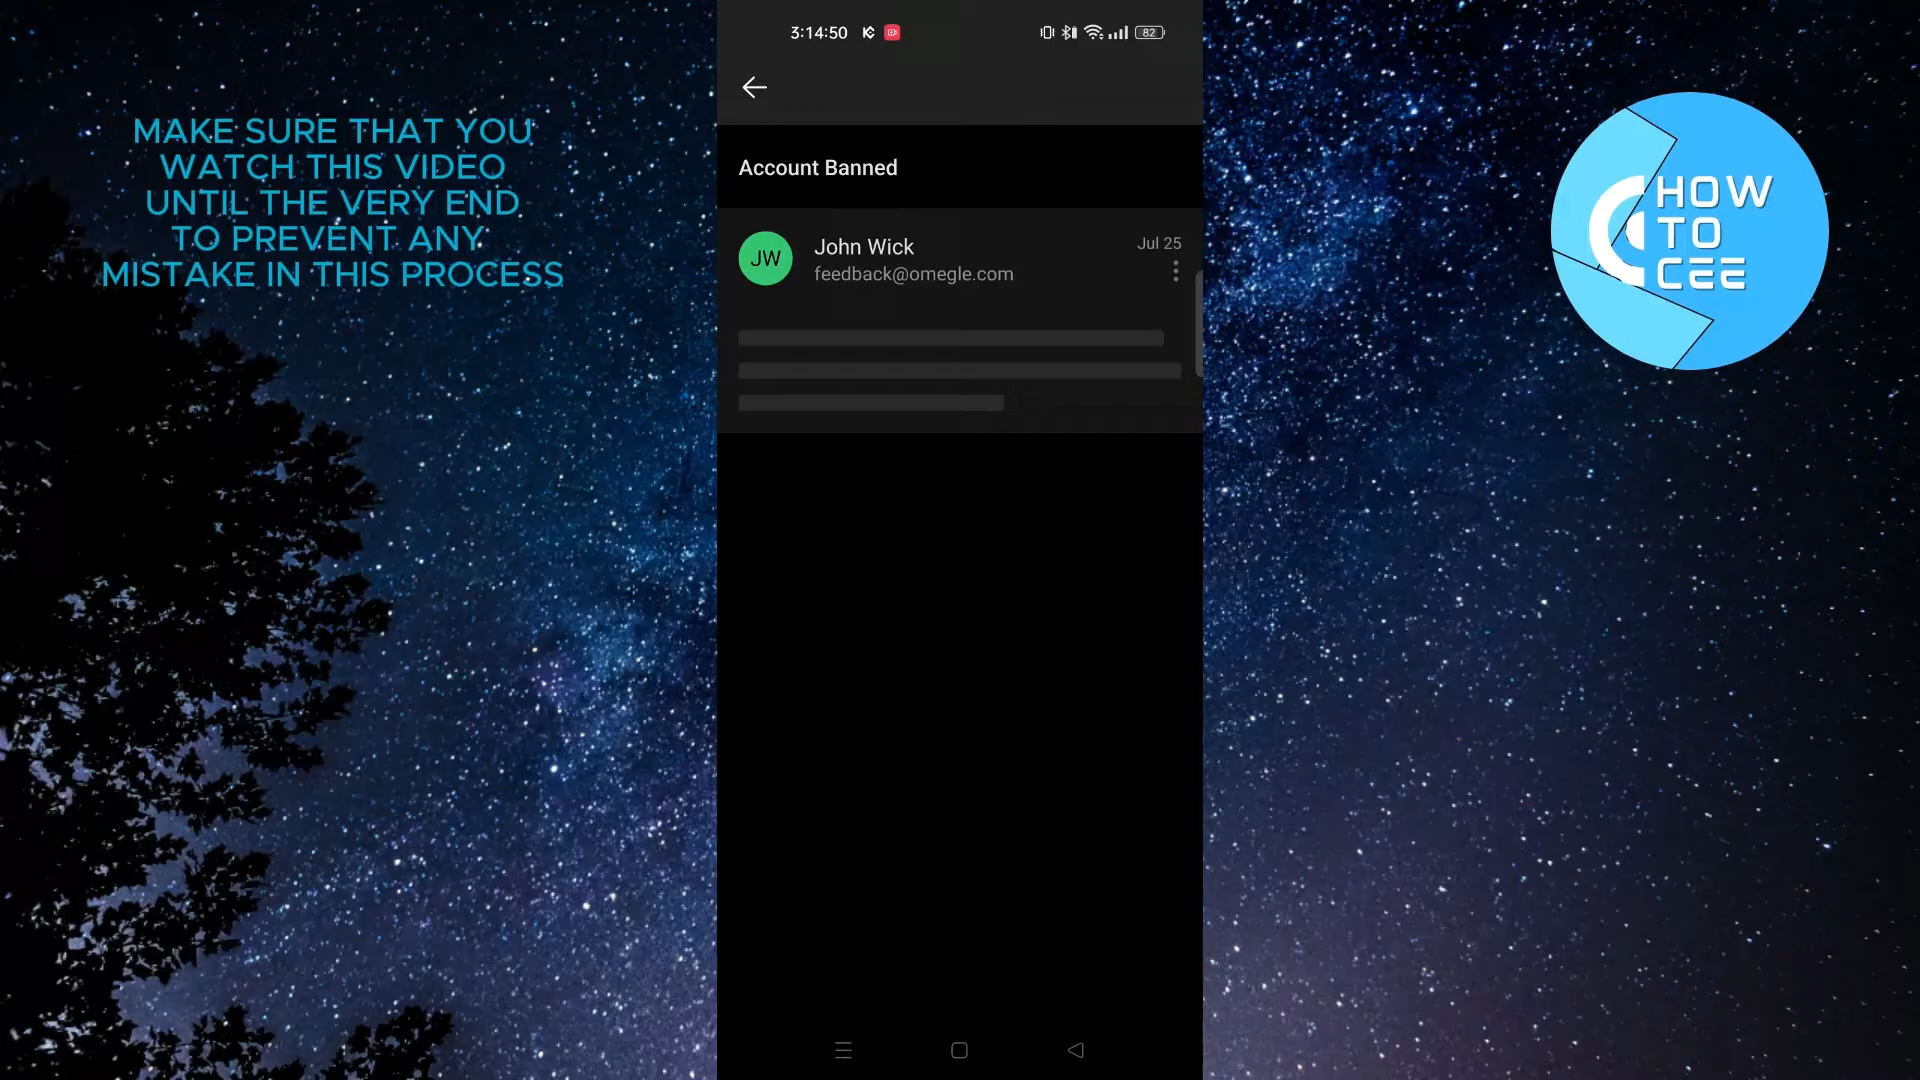 MAKE SURE THAT YOU
WATCH THIS VIDEO
UNTIL THE VERY END
TO PREVENT ANY
MISTAKE IN THIS PROCESS
3:14:50
82
Account Banned
JW
John Wick
Jul 25
feedback@omegle.com
HOW
TO
CEE